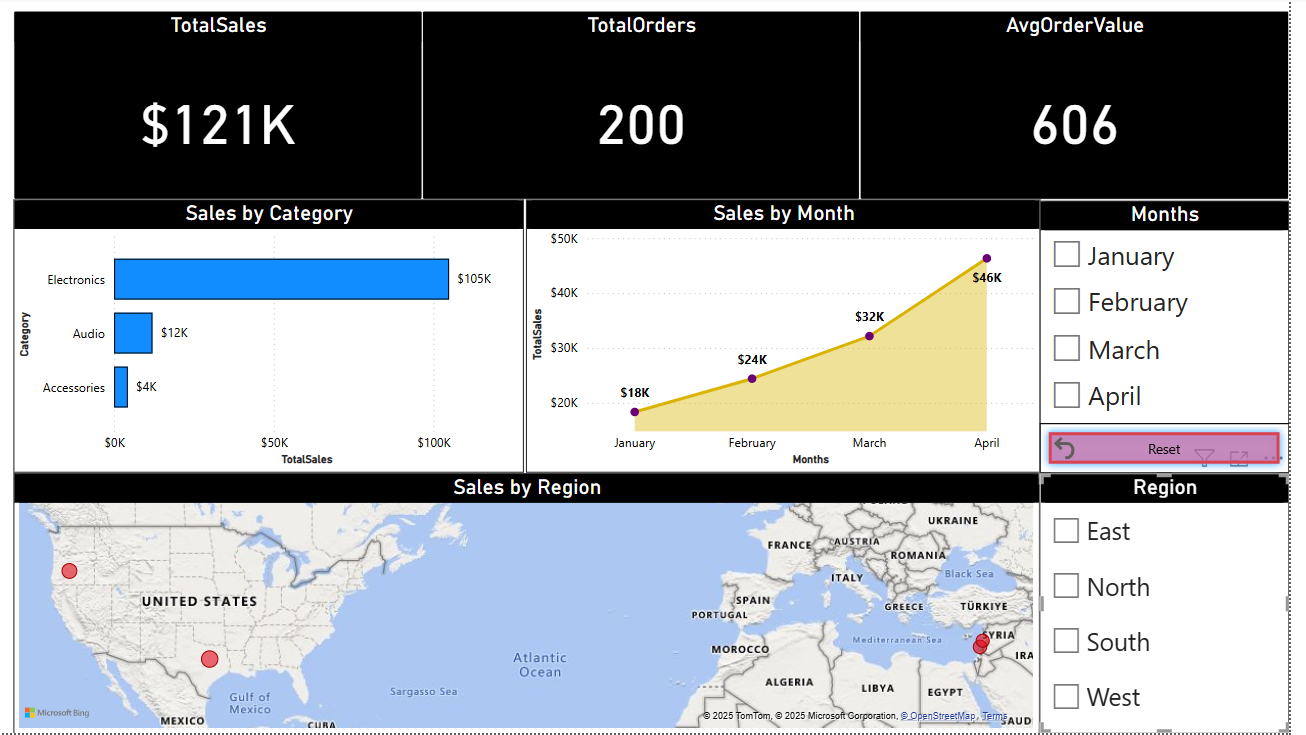 TotalSales
TotalOrders
AvgOrderValue
$121K
200
606
Sales by Category
Category
Electronics
$105K
Audio
$12K
Accessories
$4K
$0K
$50K
$100K
TotalSales
Sales by Month
TotalSales
$50K
$40K
$30K
$20K
$18K
$24K
$32K
$46K
January
February
March
April
Months
Months
January
February
March
April
Reset
Sales by Region
UNITED STATES
MEXICO
Gulf of
Mexico
CUBA
Sargasso Sea
Atlantic
Ocean
UKRAINE
FRANCE
AUSTRIA
ROMANIA
ITALY
Black Sea
SPAIN
PORTUGAL
GREECE
TÜRKIYE
Mediterranean Sea
SYRIA
IRA
MOROCCO
ALGERIA
LIBYA
EGYPT
SAUD
Microsoft Bing
© 2025 TomTom, © 2025 Microsoft Corporation, © OpenStreetMap, Terms
Region
East
North
South
West